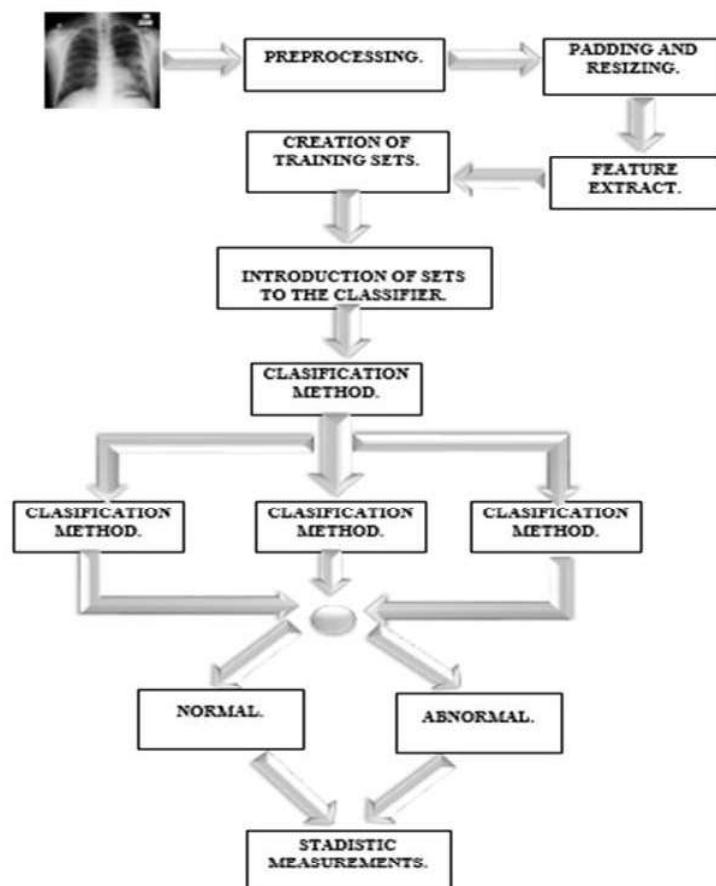 PREPROCESSING.
PADDING AND
RESIZING.
CREATION OF
TRAINING SETS.
FEATURE
EXTRACT.
INTRODUCTION OF SETS
TO THE CLASSIFIER.
CLASIFICATION
METHOD.
CLASIFICATION
METHOD.
CLASIFICATION
METHOD.
CLASIFICATION
METHOD.
NORMAL.
ABNORMAL.
STADISTIC
MEASUREMENTS.